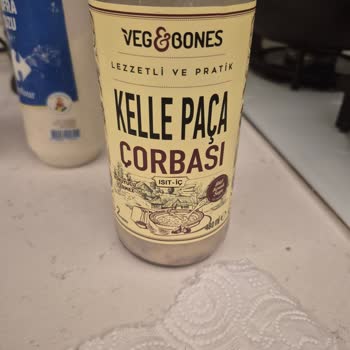 VEG&BONES
LEZZETLİ VE PRATİK
KELLE PAÇA
ÇORBASI
ISIT-İÇ